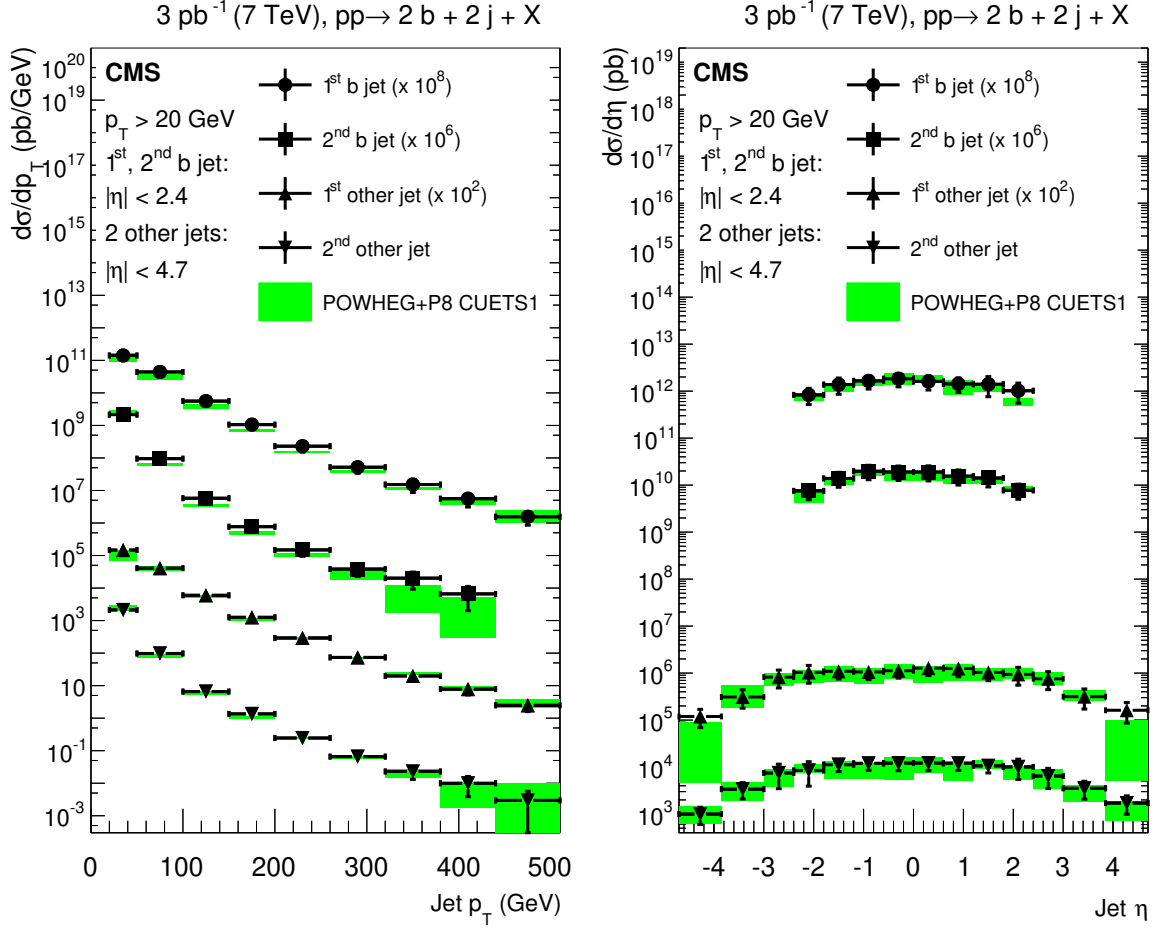 3 pb⁻¹ (7 TeV), pp→ 2 b + 2 j + X
dσ/dp_T (pb/GeV)
CMS
p_T > 20 GeV
1ˢᵗ, 2ⁿᵈ b jet:
|η| < 2.4
2 other jets:
|η| < 4.7
1ˢᵗ b jet (x 10⁸)
2ⁿᵈ b jet (x 10⁶)
1ˢᵗ other jet (x 10²)
2ⁿᵈ other jet
POWHEG+P8 CUETS1
10²⁰
10¹⁹
10¹⁷
10¹⁵
10¹³
10¹¹
10⁹
10⁷
10⁵
10³
10
10⁻¹
10⁻³
0 100 200 300 400 500
Jet p_T (GeV)
3 pb⁻¹ (7 TeV), pp→ 2 b + 2 j + X
dσ/dη (pb)
CMS
p_T > 20 GeV
1ˢᵗ, 2ⁿᵈ b jet:
|η| < 2.4
2 other jets:
|η| < 4.7
1ˢᵗ b jet (x 10⁸)
2ⁿᵈ b jet (x 10⁶)
1ˢᵗ other jet (x 10²)
2ⁿᵈ other jet
POWHEG+P8 CUETS1
10¹⁹
10¹⁸
10¹⁷
10¹⁶
10¹⁵
10¹⁴
10¹³
10¹²
10¹¹
10¹⁰
10⁹
10⁸
10⁷
10⁶
10⁵
10⁴
10³
-4 -3 -2 -1 0 1 2 3 4
Jet η